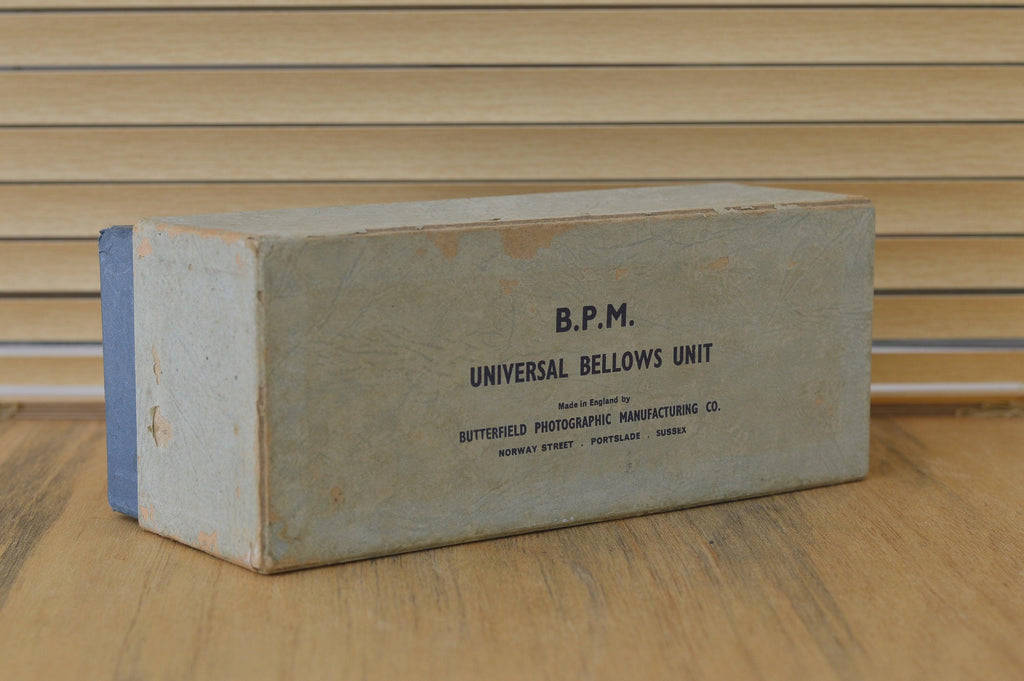 B.P.M.
UNIVERSAL BELLOWS UNIT
Made in England by
BUTTERFIELD PHOTOGRAPHIC MANUFACTURING CO.
NORWAY STREET . PORTSLADE . SUSSEX